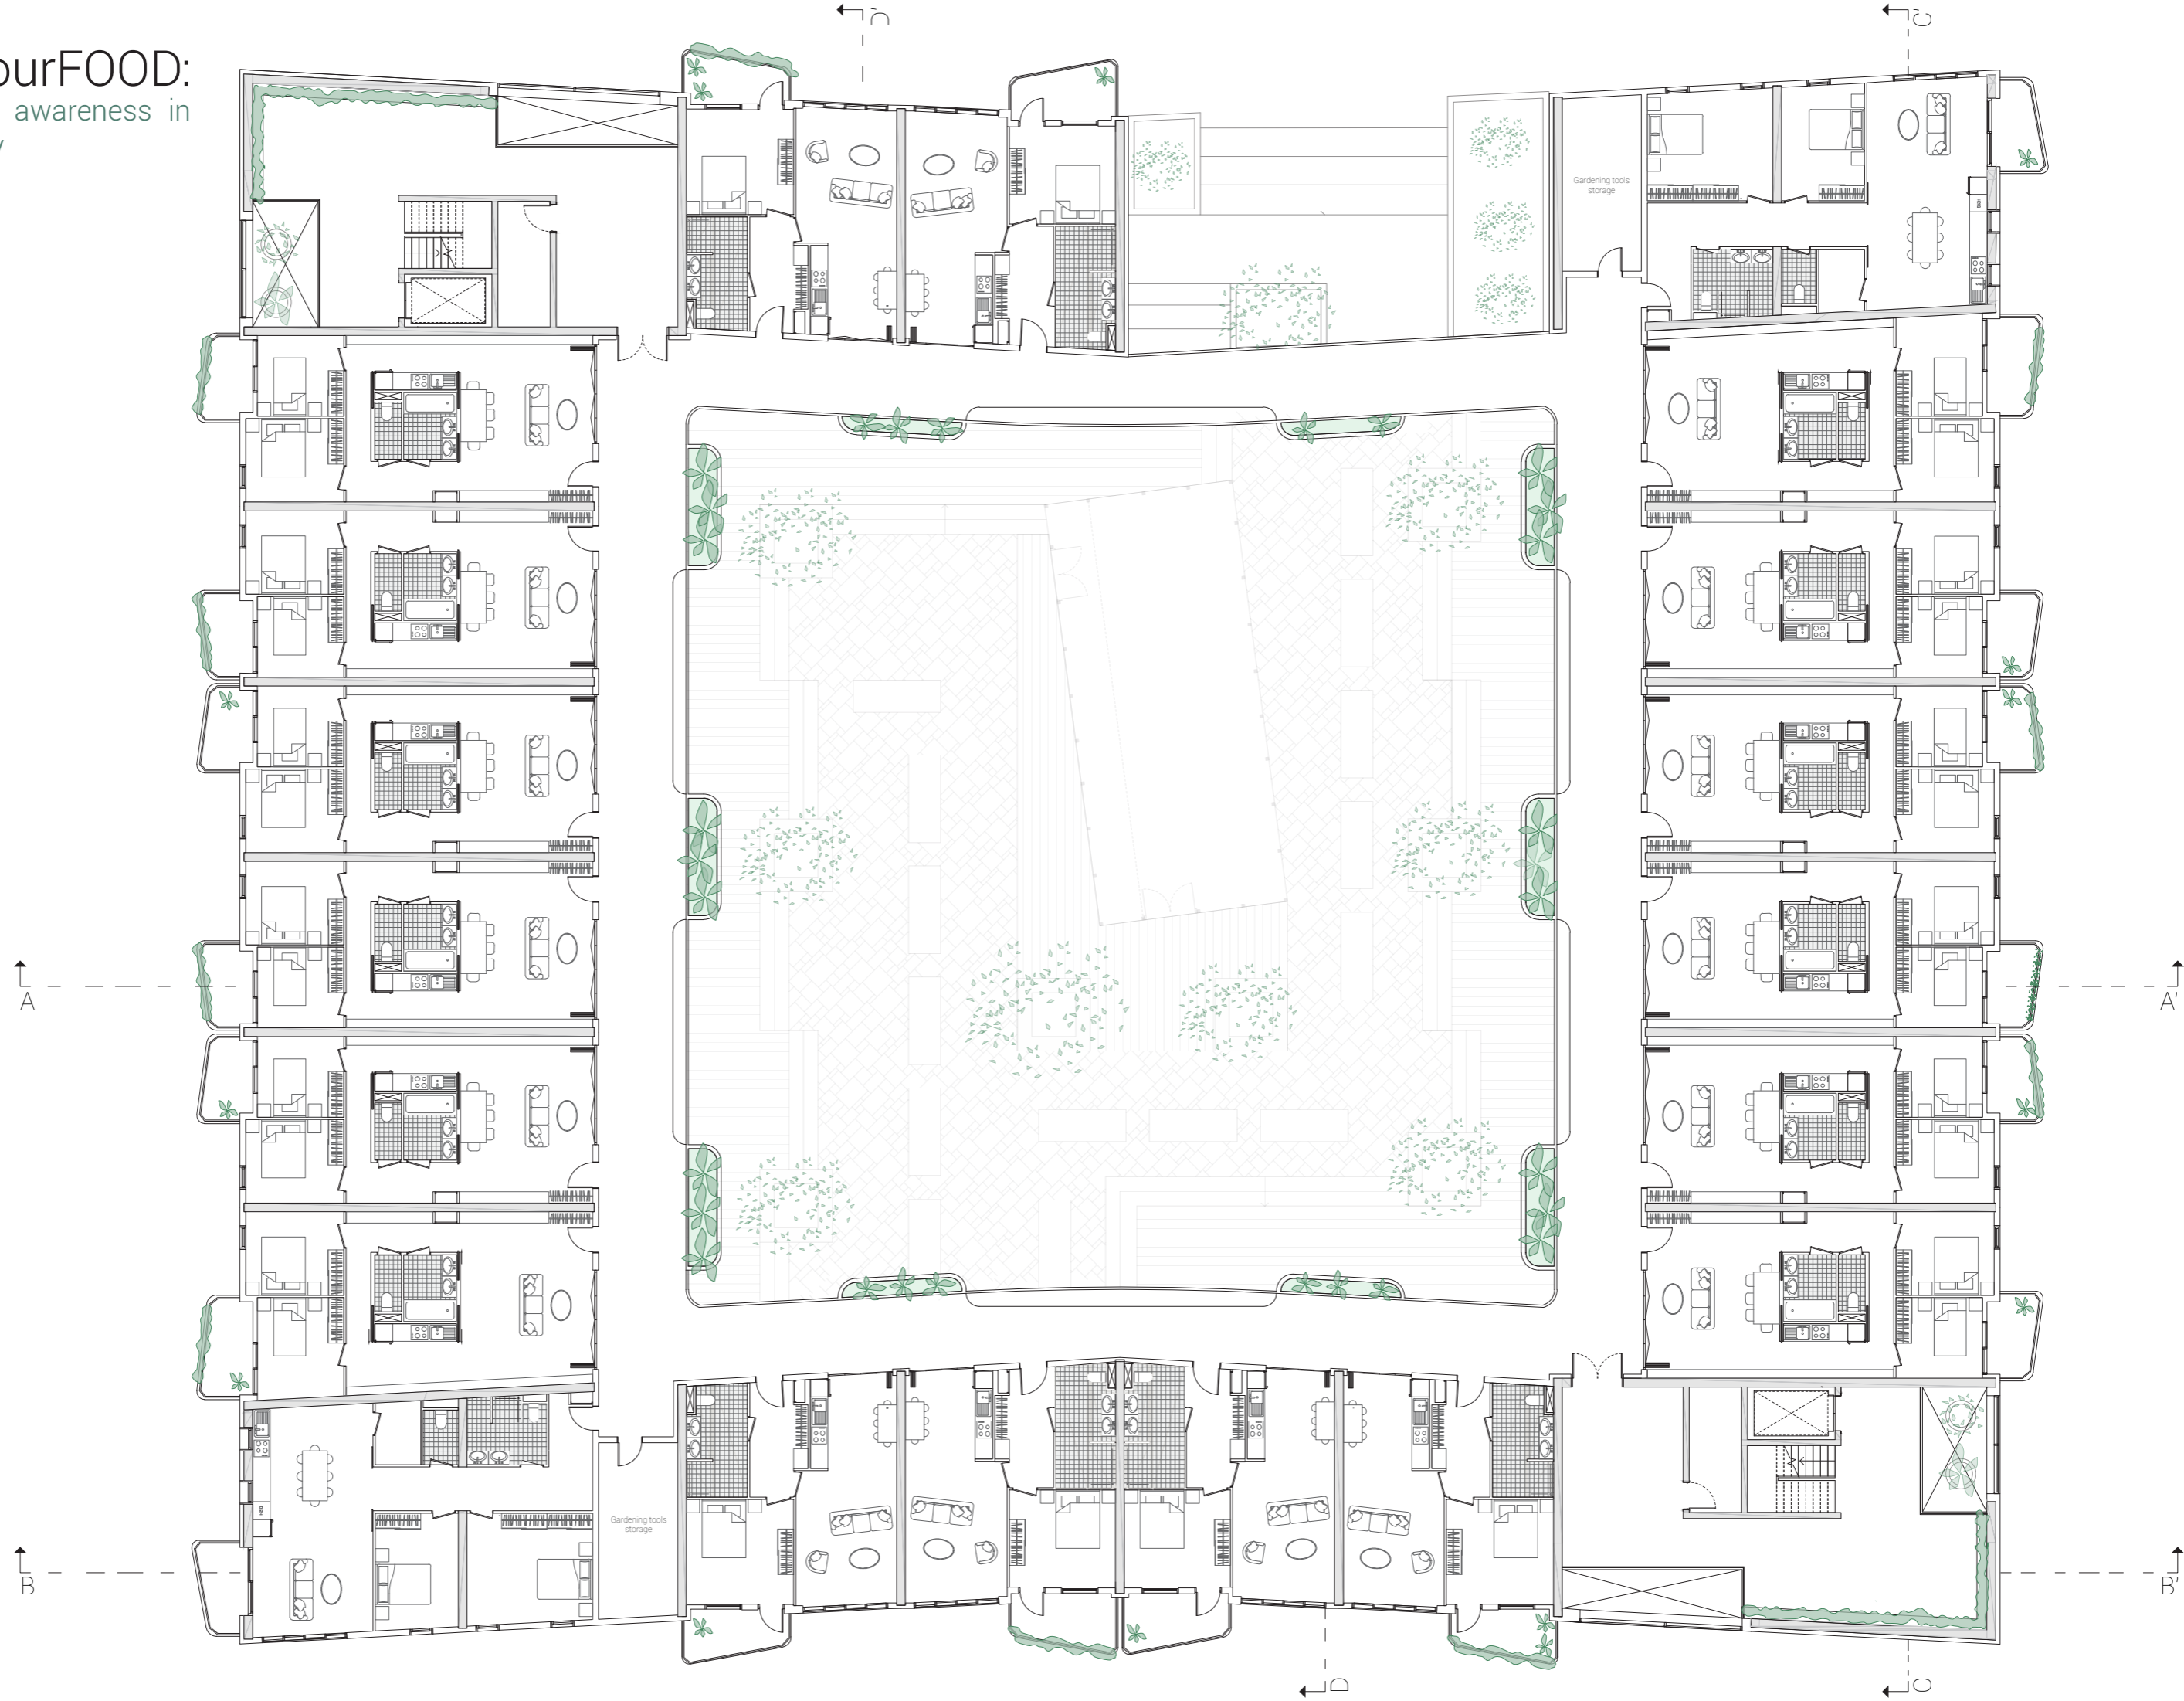 D'
C'
ourFOOD:
awareness in
y
Gardening tools
storage
A
A'
Gardening tools
storage
B
B'
D
C